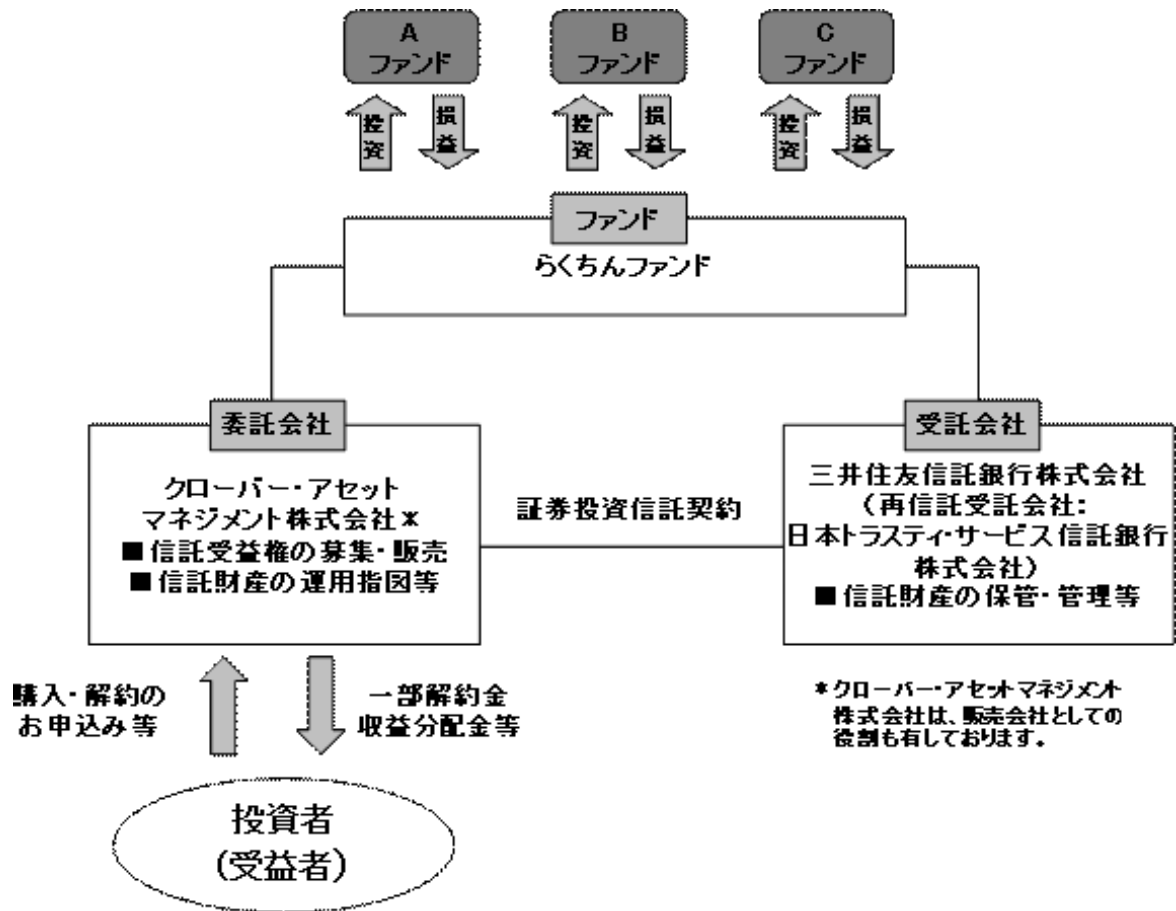 A
ファンド
B
ファンド
C
ファンド
投資
損益
投資
損益
投資
損益
ファンド
らくちんファンド
委託会社
クローバー・アセット
マネジメント株式会社*
■信託受益権の募集・販売
■信託財産の運用指図等
証券投資信託契約
受託会社
三井住友信託銀行株式会社
(再信託受託会社:
日本トラスティ・サービス信託銀行
株式会社)
■信託財産の保管・管理等
購入・解約の
お申込み等
一部解約金
収益分配金等
*クローバー・アセットマネジメント
株式会社は、販売会社としての
役割も有しております。
投資者
(受益者)